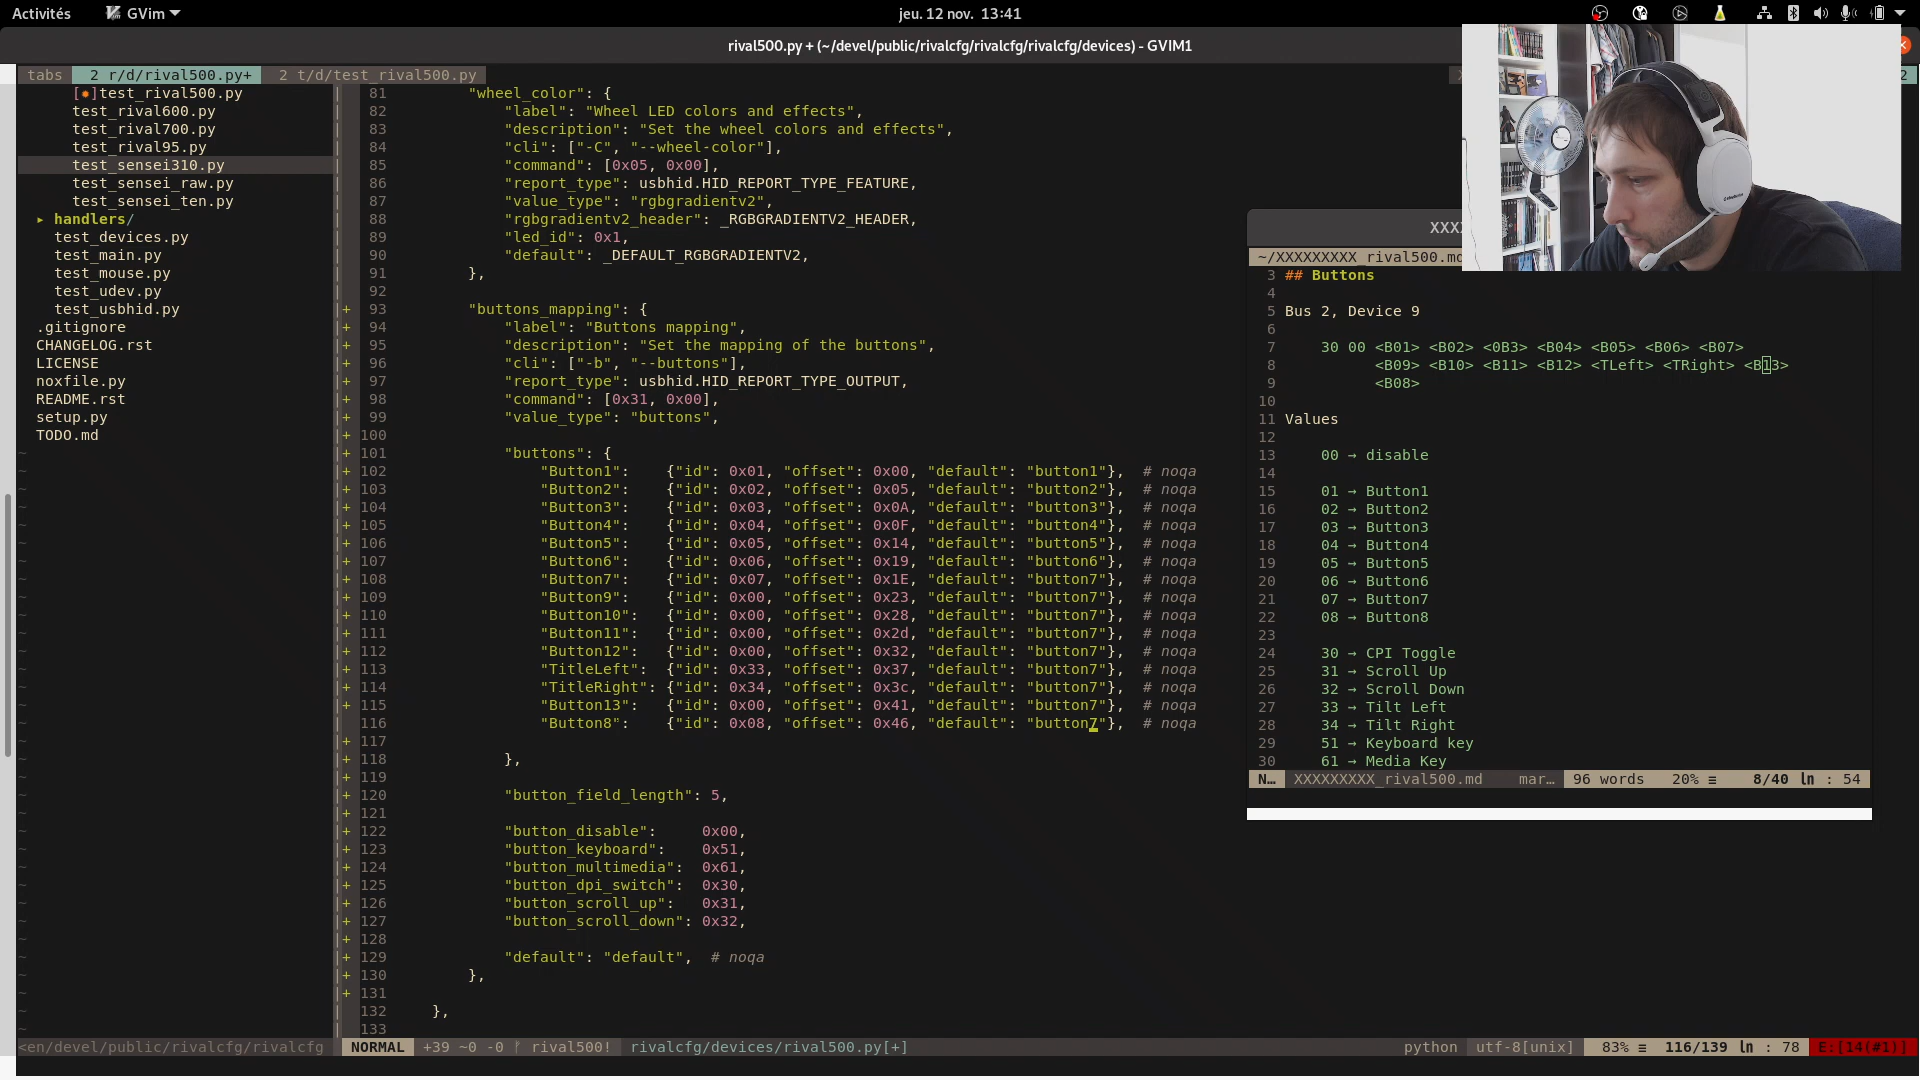 Activités GVim jeu. 12 nov. 13:41
rival500.py + (~/devel/public/rivalcfg/rivalcfg/rivalcfg/devices) - GVIM1
tabs 2 r/d/rival500.py+ 2 t/d/test_rival500.py
[✹]test_rival500.py
test_rival600.py
test_rival700.py
test_rival95.py
test_sensei310.py
test_sensei_raw.py
test_sensei_ten.py
▸ handlers/
test_devices.py
test_main.py
test_mouse.py
test_udev.py
test_usbhid.py
.gitignore
CHANGELOG.rst
LICENSE
noxfile.py
README.rst
setup.py
TODO.md
81 "wheel_color": {
82 "label": "Wheel LED colors and effects",
83 "description": "Set the wheel colors and effects",
84 "cli": ["-C", "--wheel-color"],
85 "command": [0x05, 0x00],
86 "report_type": usbhid.HID_REPORT_TYPE_FEATURE,
87 "value_type": "rgbgradientv2",
88 "rgbgradientv2_header": _RGBGRADIENTV2_HEADER,
89 "led_id": 0x1,
90 "default": _DEFAULT_RGBGRADIENTV2,
91 },
92
+ 93 "buttons_mapping": {
+ 94 "label": "Buttons mapping",
+ 95 "description": "Set the mapping of the buttons",
+ 96 "cli": ["-b", "--buttons"],
+ 97 "report_type": usbhid.HID_REPORT_TYPE_OUTPUT,
+ 98 "command": [0x31, 0x00],
+ 99 "value_type": "buttons",
+ 100
+ 101 "buttons": {
+ 102 "Button1": {"id": 0x01, "offset": 0x00, "default": "button1"}, # noqa
+ 103 "Button2": {"id": 0x02, "offset": 0x05, "default": "button2"}, # noqa
+ 104 "Button3": {"id": 0x03, "offset": 0x0A, "default": "button3"}, # noqa
+ 105 "Button4": {"id": 0x04, "offset": 0x0F, "default": "button4"}, # noqa
+ 106 "Button5": {"id": 0x05, "offset": 0x14, "default": "button5"}, # noqa
+ 107 "Button6": {"id": 0x06, "offset": 0x19, "default": "button6"}, # noqa
+ 108 "Button7": {"id": 0x07, "offset": 0x1E, "default": "button7"}, # noqa
+ 109 "Button9": {"id": 0x00, "offset": 0x23, "default": "button7"}, # noqa
+ 110 "Button10": {"id": 0x00, "offset": 0x28, "default": "button7"}, # noqa
+ 111 "Button11": {"id": 0x00, "offset": 0x2d, "default": "button7"}, # noqa
+ 112 "Button12": {"id": 0x00, "offset": 0x32, "default": "button7"}, # noqa
+ 113 "TitleLeft": {"id": 0x33, "offset": 0x37, "default": "button7"}, # noqa
+ 114 "TitleRight": {"id": 0x34, "offset": 0x3c, "default": "button7"}, # noqa
+ 115 "Button13": {"id": 0x00, "offset": 0x41, "default": "button7"}, # noqa
116 "Button8": {"id": 0x08, "offset": 0x46, "default": "button7"}, # noqa
+ 117
+ 118 },
+ 119
+ 120 "button_field_length": 5,
+ 121
+ 122 "button_disable": 0x00,
+ 123 "button_keyboard": 0x51,
+ 124 "button_multimedia": 0x61,
+ 125 "button_dpi_switch": 0x30,
+ 126 "button_scroll_up": 0x31,
+ 127 "button_scroll_down": 0x32,
+ 128
+ 129 "default": "default", # noqa
+ 130 },
+ 131
132 },
133
<en/devel/public/rivalcfg/rivalcfg NORMAL +39 ~0 -0 ᚠ rival500! rivalcfg/devices/rival500.py[+] python utf-8[unix] 83% ≡ 116/139 ㏑ : 78 E:[14(#1)]
XXX
~/XXXXXXXXX_rival500.md
3 ## Buttons
4
5 Bus 2, Device 9
6
7 30 00 <B01> <B02> <0B3> <B04> <B05> <B06> <B07>
8 <B09> <B10> <B11> <B12> <TLeft> <TRight> <B13>
9 <B08>
10
11 Values
12
13 00 → disable
14
15 01 → Button1
16 02 → Button2
17 03 → Button3
18 04 → Button4
19 05 → Button5
20 06 → Button6
21 07 → Button7
22 08 → Button8
23
24 30 → CPI Toggle
25 31 → Scroll Up
26 32 → Scroll Down
27 33 → Tilt Left
28 34 → Tilt Right
29 51 → Keyboard key
30 61 → Media Key
N… XXXXXXXXX_rival500.md mar… 96 words 20% ≡ 8/40 ㏑ : 54